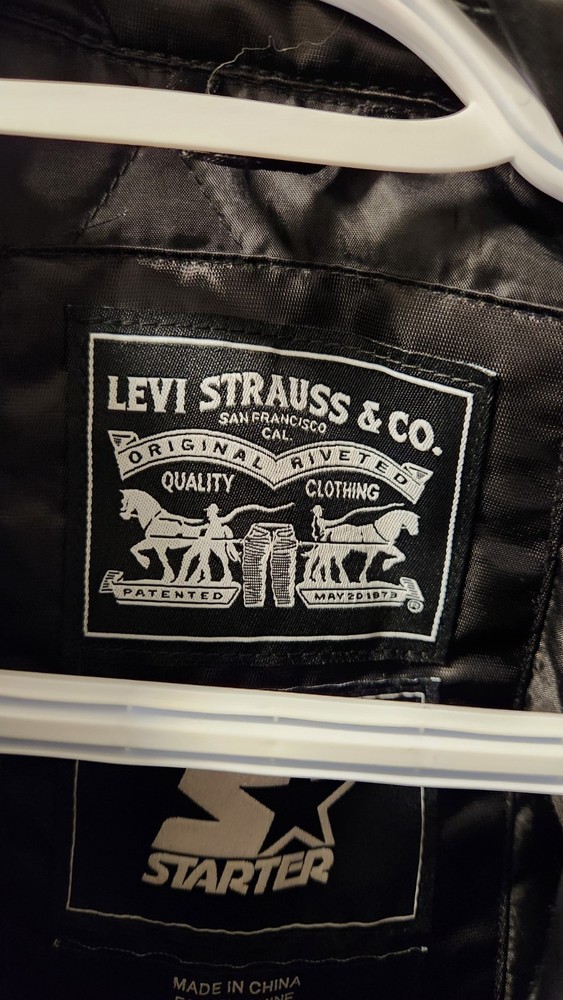 LEVI STRAUSS & CO.
SAN FRANCISCO
CAL.
ORIGINAL RIVETED
QUALITY CLOTHING
PATENTED MAY 20 1873
®
STARTER
MADE IN CHINA